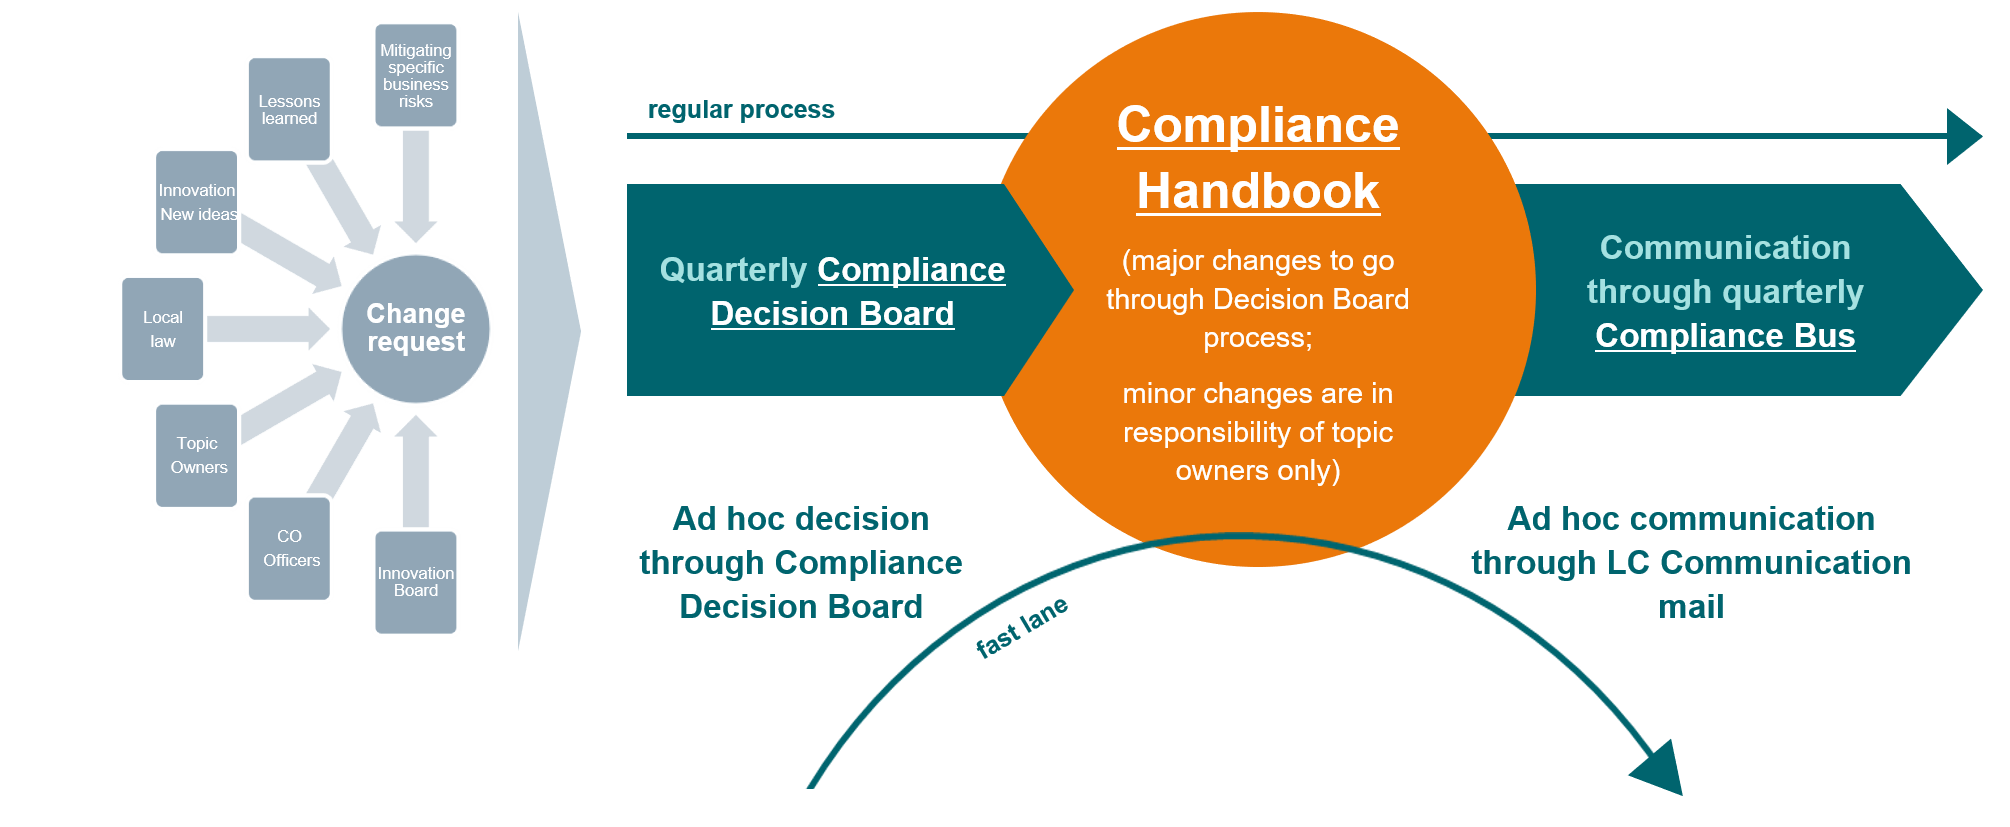 Mitigating
specific
business
risks
Lessons
learned
Innovation
New ideas
Local
law
Topic
Owners
CO
Officers
Innovation
Board
Change
request
regular process
Quarterly Compliance
Decision Board
Compliance
Handbook
(major changes to go
through Decision Board
process;
minor changes are in
responsibility of topic
owners only)
Communication
through quarterly
Compliance Bus
Ad hoc decision
through Compliance
Decision Board
fast lane
Ad hoc communication
through LC Communication
mail